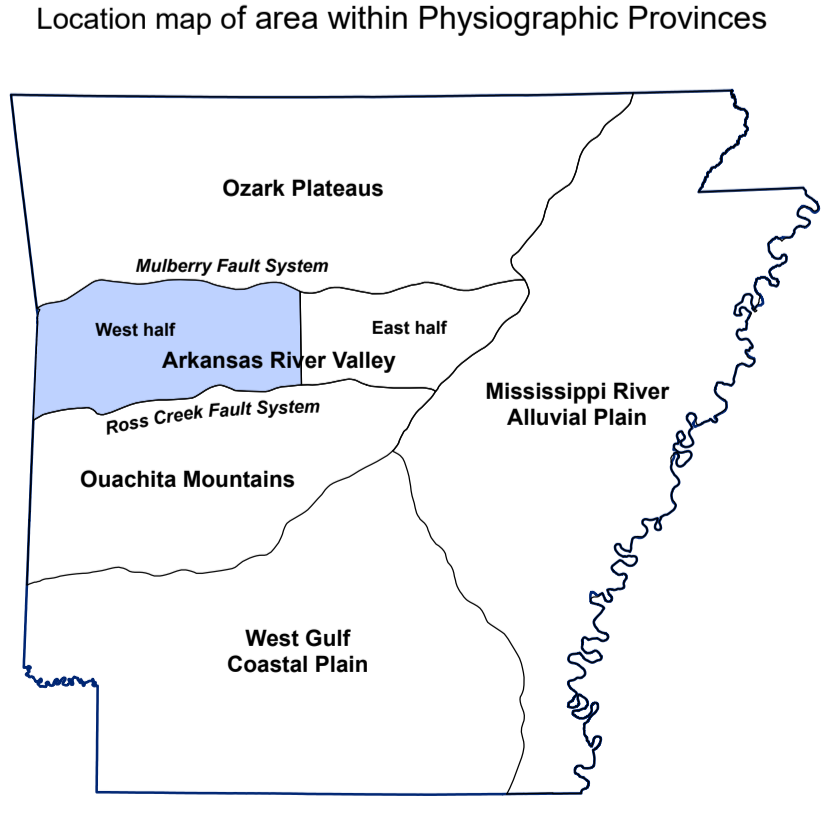 Location map of area within Physiographic Provinces
Ozark Plateaus
Mulberry Fault System
West half
East half
Arkansas River Valley
Mississippi River
Alluvial Plain
Ross Creek Fault System
Ouachita Mountains
West Gulf
Coastal Plain